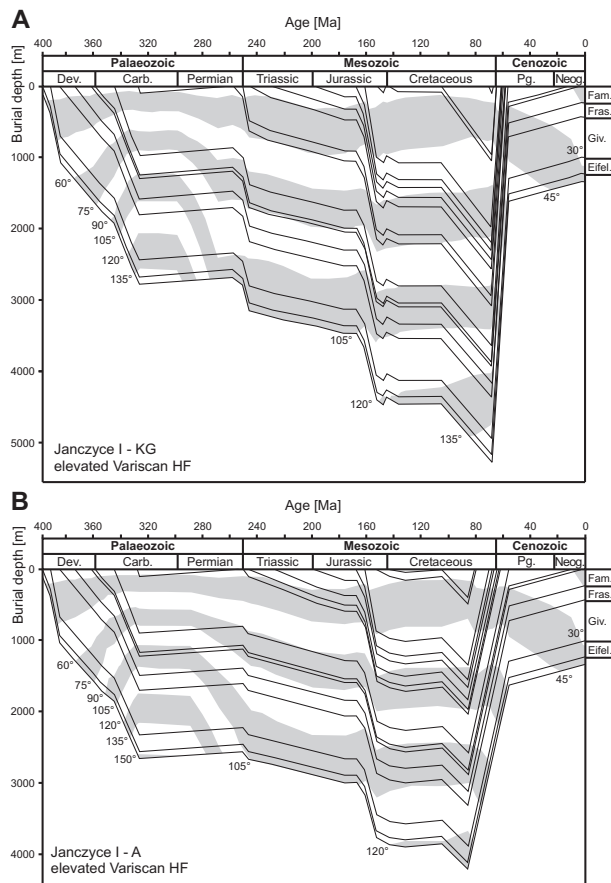 A
Age [Ma]
400 360 320 280 240 200 160 120 80 40 0
Palaeozoic Mesozoic Cenozoic
Dev. Carb. Permian Triassic Jurassic Cretaceous Pg. Neog.
Burial depth [m]
0
1000
2000
3000
4000
5000
Fam.
Fras.
Giv.
Eifel.
30°
45°
60°
75°
90°
105°
120°
135°
105°
120°
135°
Janczyce I - KG
elevated Variscan HF
B
Age [Ma]
400 360 320 280 240 200 160 120 80 40 0
Palaeozoic Mesozoic Cenozoic
Dev. Carb. Permian Triassic Jurassic Cretaceous Pg. Neog.
Burial depth [m]
0
1000
2000
3000
4000
Fam.
Fras.
Giv.
Eifel.
30°
45°
60°
75°
90°
105°
120°
135°
150°
105°
120°
Janczyce I - A
elevated Variscan HF